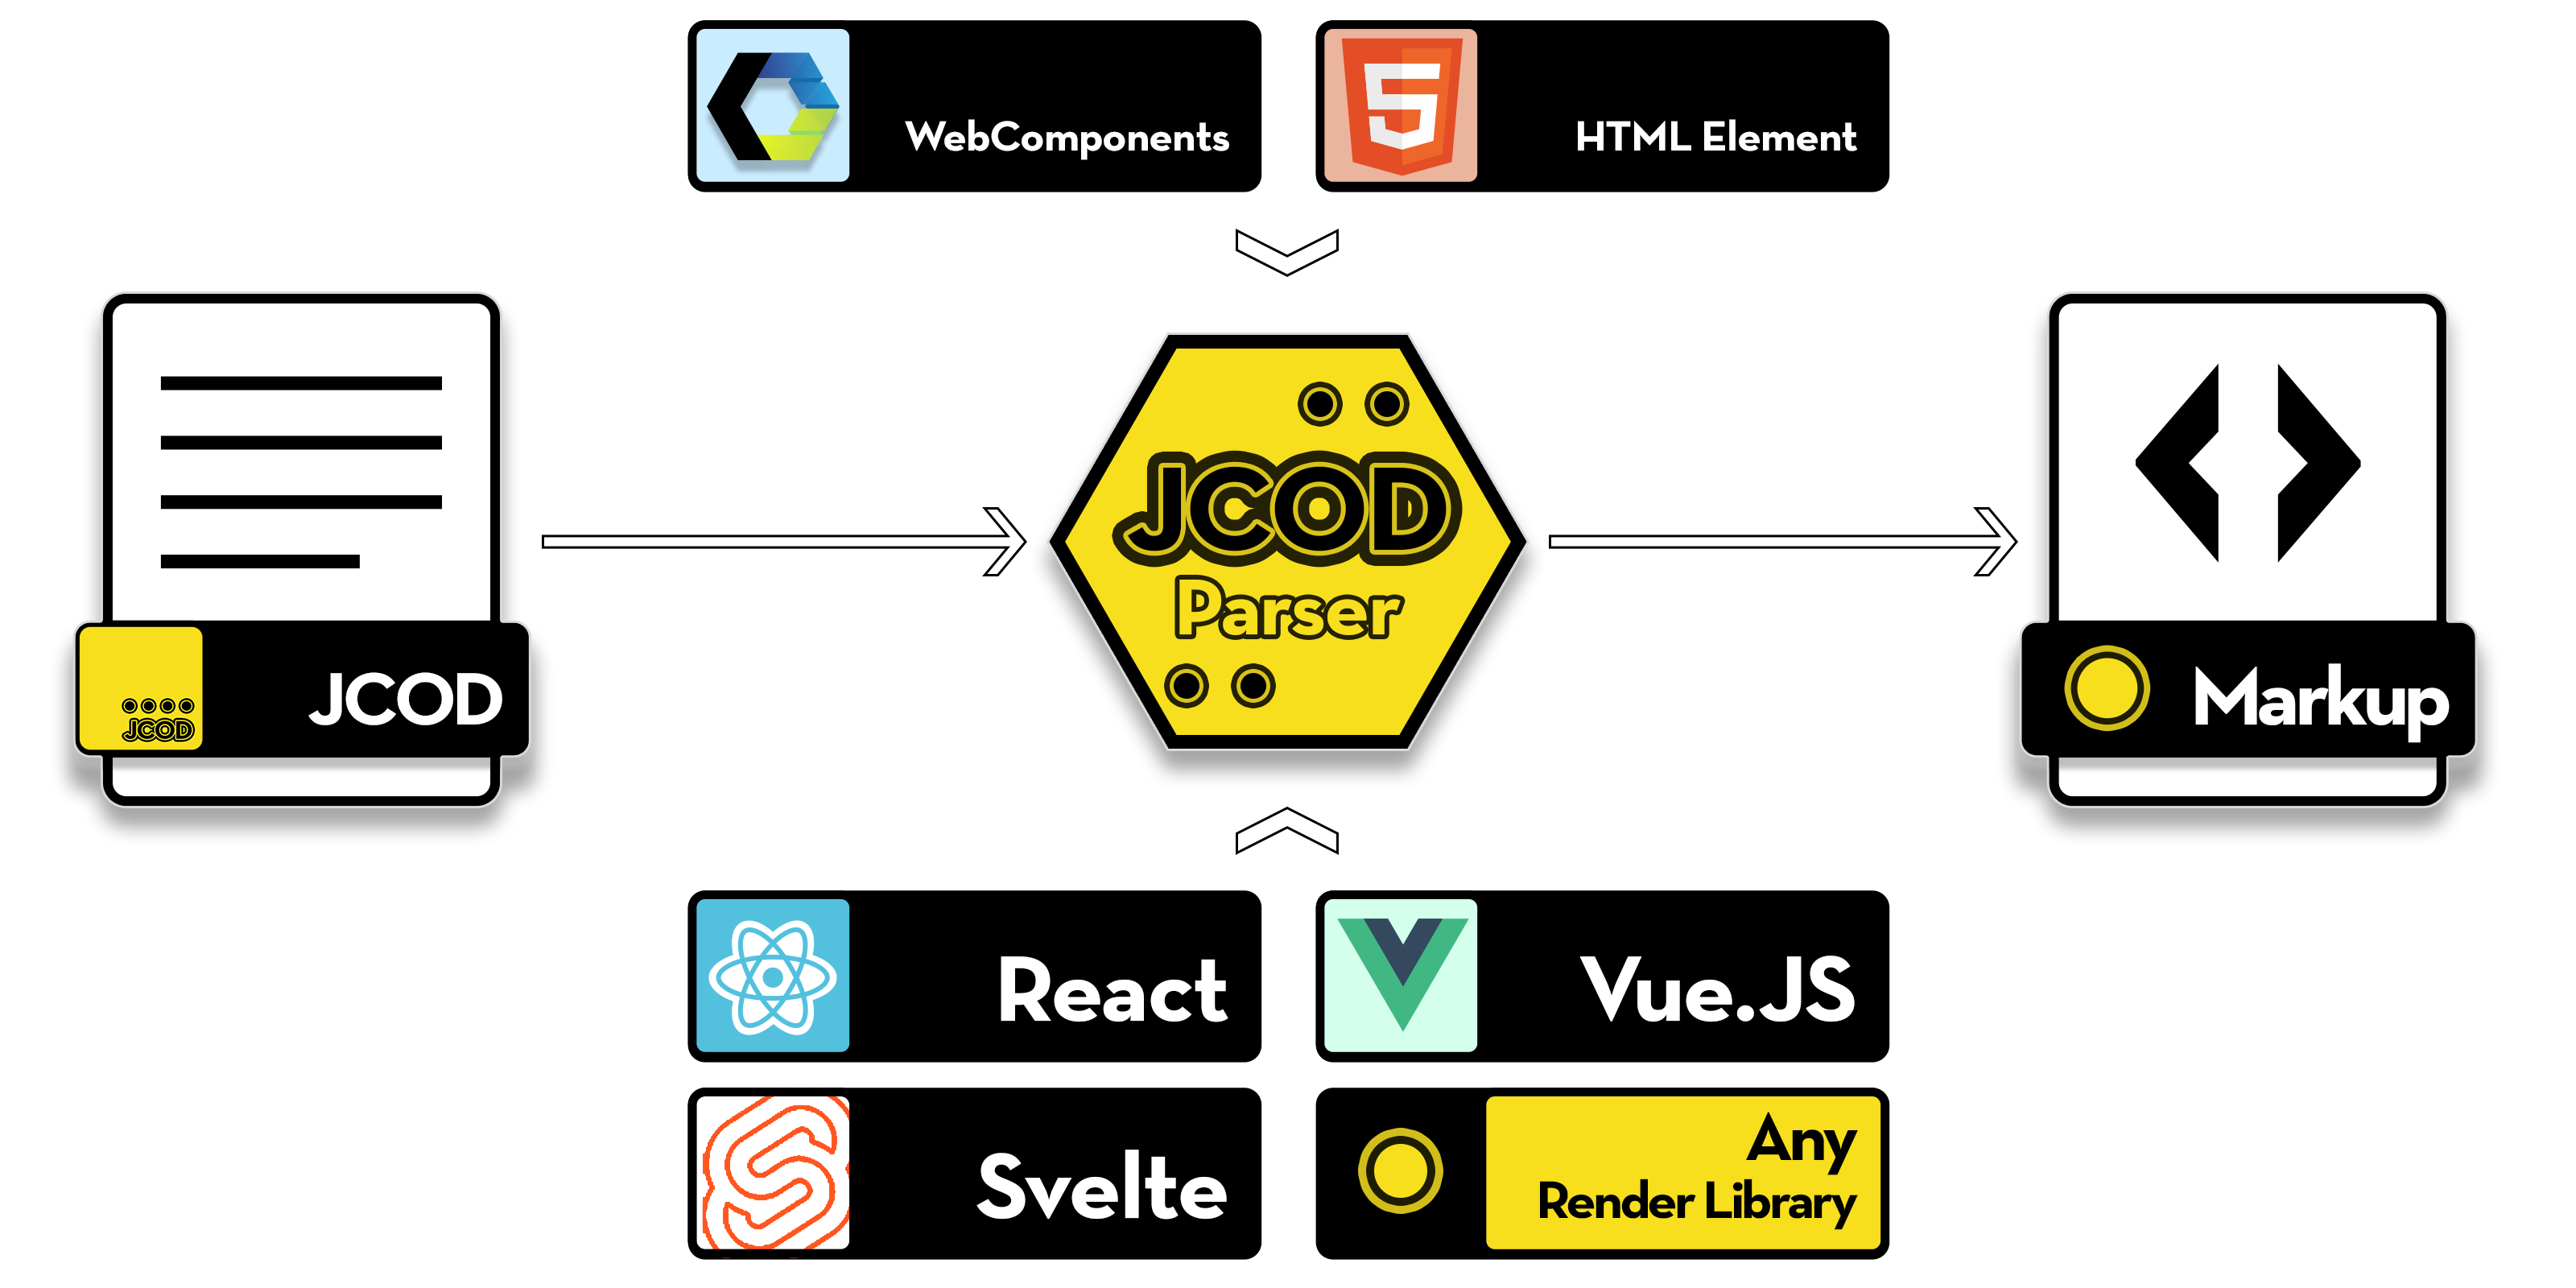 WebComponents
HTML Element
JCOD
Parser
JCOD
JCOD
Markup
React
Vue.JS
Svelte
Any
Render Library